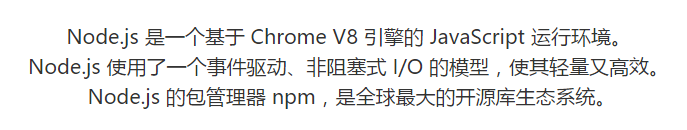 Node.js 是一个基于 Chrome V8 引擎的 JavaScript 运行环境。
Node.js 使用了一个事件驱动、非阻塞式 I/O 的模型，使其轻量又高效。
Node.js 的包管理器 npm，是全球最大的开源库生态系统。